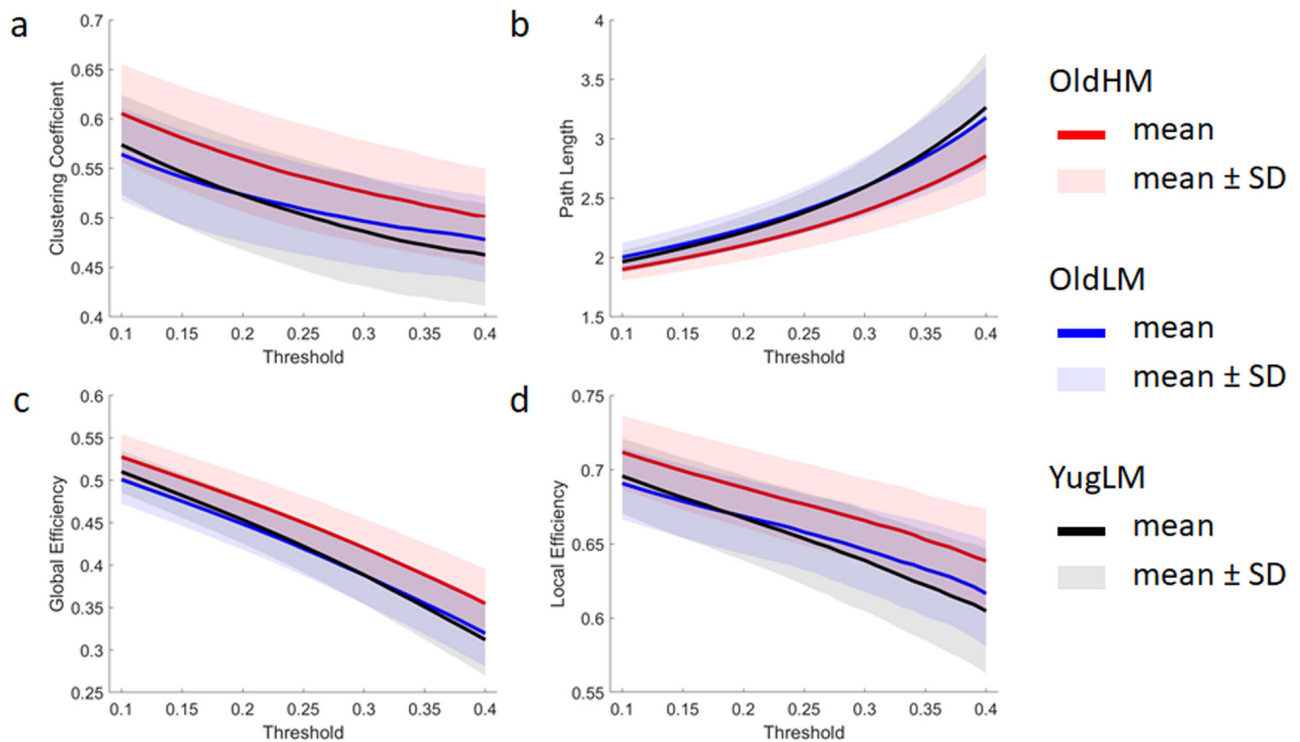 a
0.7
0.65
0.6
0.55
0.5
0.45
0.4
Clustering Coefficient
0.1 0.15 0.2 0.25 0.3 0.35 0.4
Threshold
b
4
3.5
3
2.5
2
1.5
Path Length
0.1 0.15 0.2 0.25 0.3 0.35 0.4
Threshold
c
0.6
0.55
0.5
0.45
0.4
0.35
0.3
0.25
Global Efficiency
0.1 0.15 0.2 0.25 0.3 0.35 0.4
Threshold
d
0.75
0.7
0.65
0.6
0.55
Local Efficiency
0.1 0.15 0.2 0.25 0.3 0.35 0.4
Threshold
OldHM
mean
mean ± SD
OldLM
mean
mean ± SD
YugLM
mean
mean ± SD